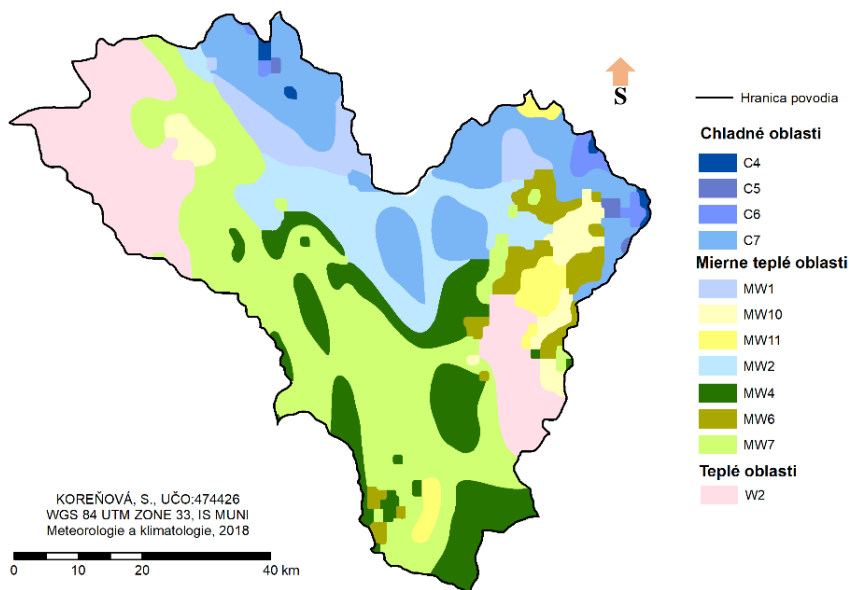 S
Hranica povodia
Chladné oblasti
C4
C5
C6
C7
Mierne teplé oblasti
MW1
MW10
MW11
MW2
MW4
MW6
MW7
Teplé oblasti
W2
KOREŇOVÁ, S., UČO:474426
WGS 84 UTM ZONE 33, IS MUNI
Meteorologie a klimatologie, 2018
0 10 20 40 km